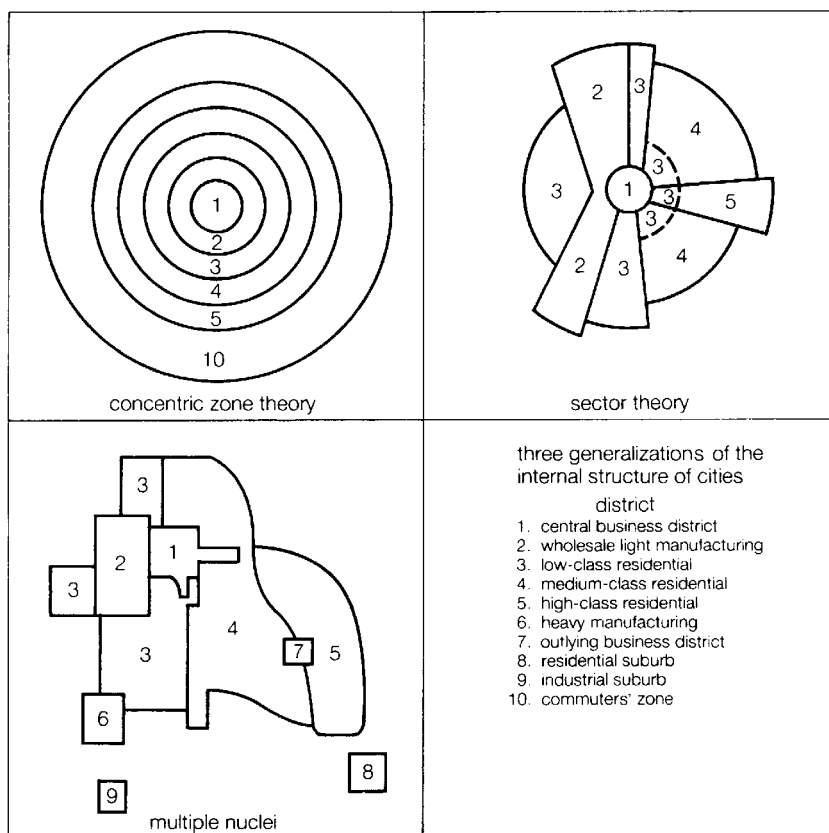 1
2
3
4
5
10
concentric zone theory
2
3
4
3
3
1
3
5
3
4
2
3
sector theory
3
1
2
3
4
3
7
5
6
8
9
multiple nuclei
three generalizations of the
internal structure of cities
district
1. central business district
2. wholesale light manufacturing
3. low-class residential
4. medium-class residential
5. high-class residential
6. heavy manufacturing
7. outlying business district
8. residential suburb
9. industrial suburb
10. commuters' zone